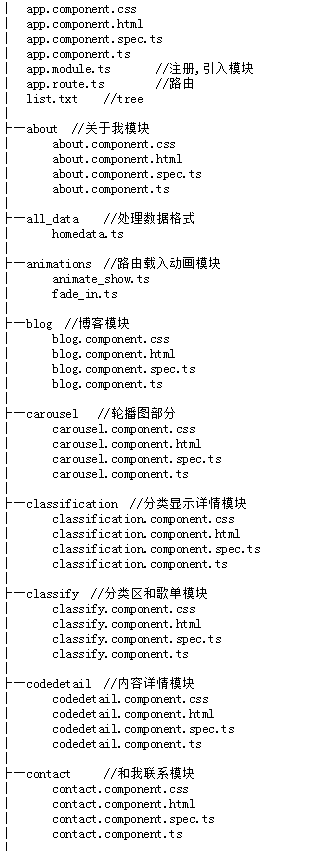 app.component.css
app.component.html
app.component.spec.ts
app.component.ts
app.module.ts //注册,引入模块
app.route.ts //路由
list.txt //tree
├─about //关于我模块
about.component.css
about.component.html
about.component.spec.ts
about.component.ts
├─all_data //处理数据格式
homedata.ts
├─animations //路由载入动画模块
animate_show.ts
fade_in.ts
├─blog //博客模块
blog.component.css
blog.component.html
blog.component.spec.ts
blog.component.ts
├─carousel //轮播图部分
carousel.component.css
carousel.component.html
carousel.component.spec.ts
carousel.component.ts
├─classification //分类显示详情模块
classification.component.css
classification.component.html
classification.component.spec.ts
classification.component.ts
├─classify //分类区和歌单模块
classify.component.css
classify.component.html
classify.component.spec.ts
classify.component.ts
├─codedetail //内容详情模块
codedetail.component.css
codedetail.component.html
codedetail.component.spec.ts
codedetail.component.ts
├─contact //和我联系模块
contact.component.css
contact.component.html
contact.component.spec.ts
contact.component.ts